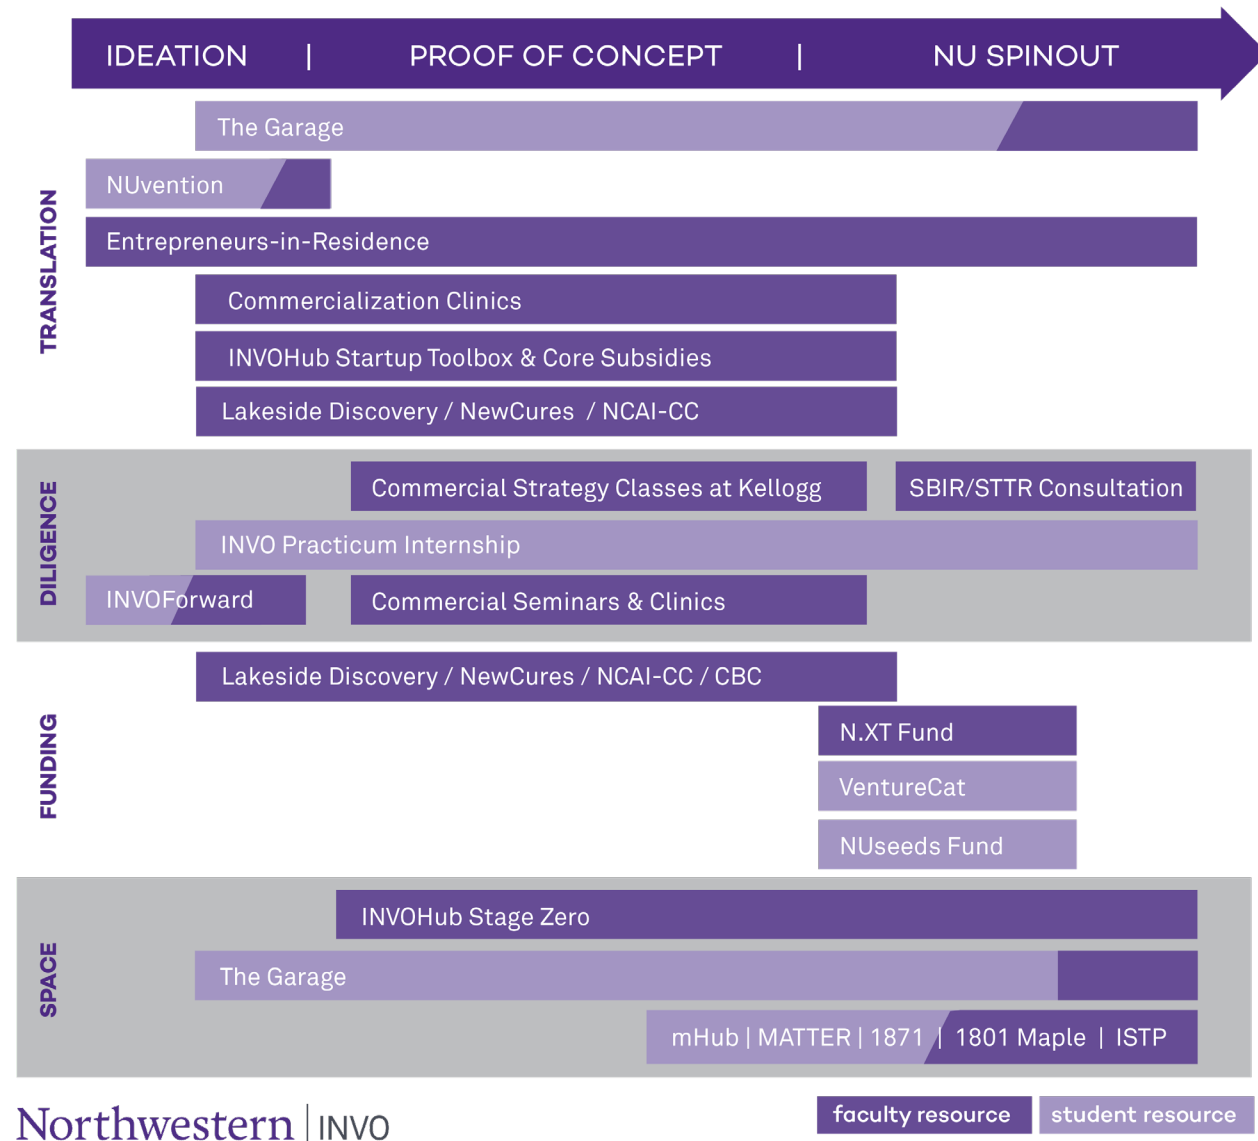 IDEATION | PROOF OF CONCEPT | NU SPINOUT
TRANSLATION
The Garage
NUvention
Entrepreneurs-in-Residence
Commercialization Clinics
INVOHub Startup Toolbox & Core Subsidies
Lakeside Discovery / NewCures / NCAI-CC
DILIGENCE
Commercial Strategy Classes at Kellogg
SBIR/STTR Consultation
INVO Practicum Internship
INVOForward
Commercial Seminars & Clinics
FUNDING
Lakeside Discovery / NewCures / NCAI-CC / CBC
N.XT Fund
VentureCat
NUseeds Fund
SPACE
INVOHub Stage Zero
The Garage
mHub | MATTER | 1871 | 1801 Maple | ISTP
Northwestern | INVO
faculty resource
student resource